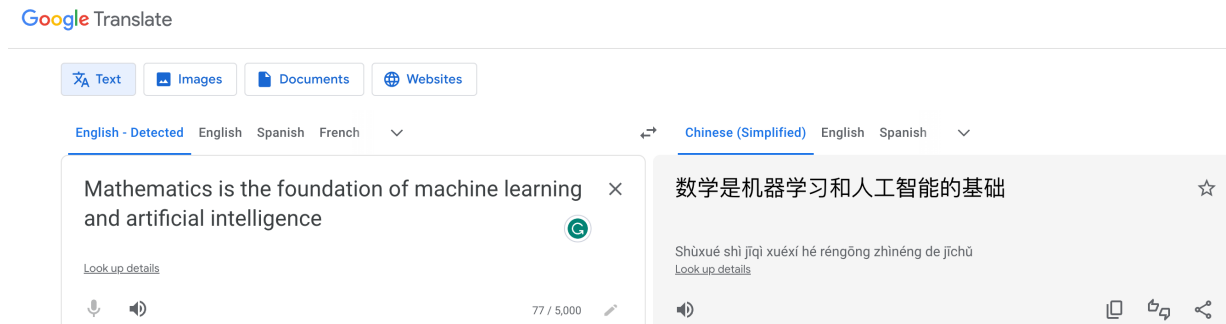 Google Translate
Text Images Documents Websites
English - Detected English Spanish French
Chinese (Simplified) English Spanish
Mathematics is the foundation of machine learning
and artificial intelligence
G
Look up details
77 / 5,000
数学是机器学习和人工智能的基础
Shùxué shì jīqì xuéxí hé réngōng zhìnéng de jīchǔ
Look up details